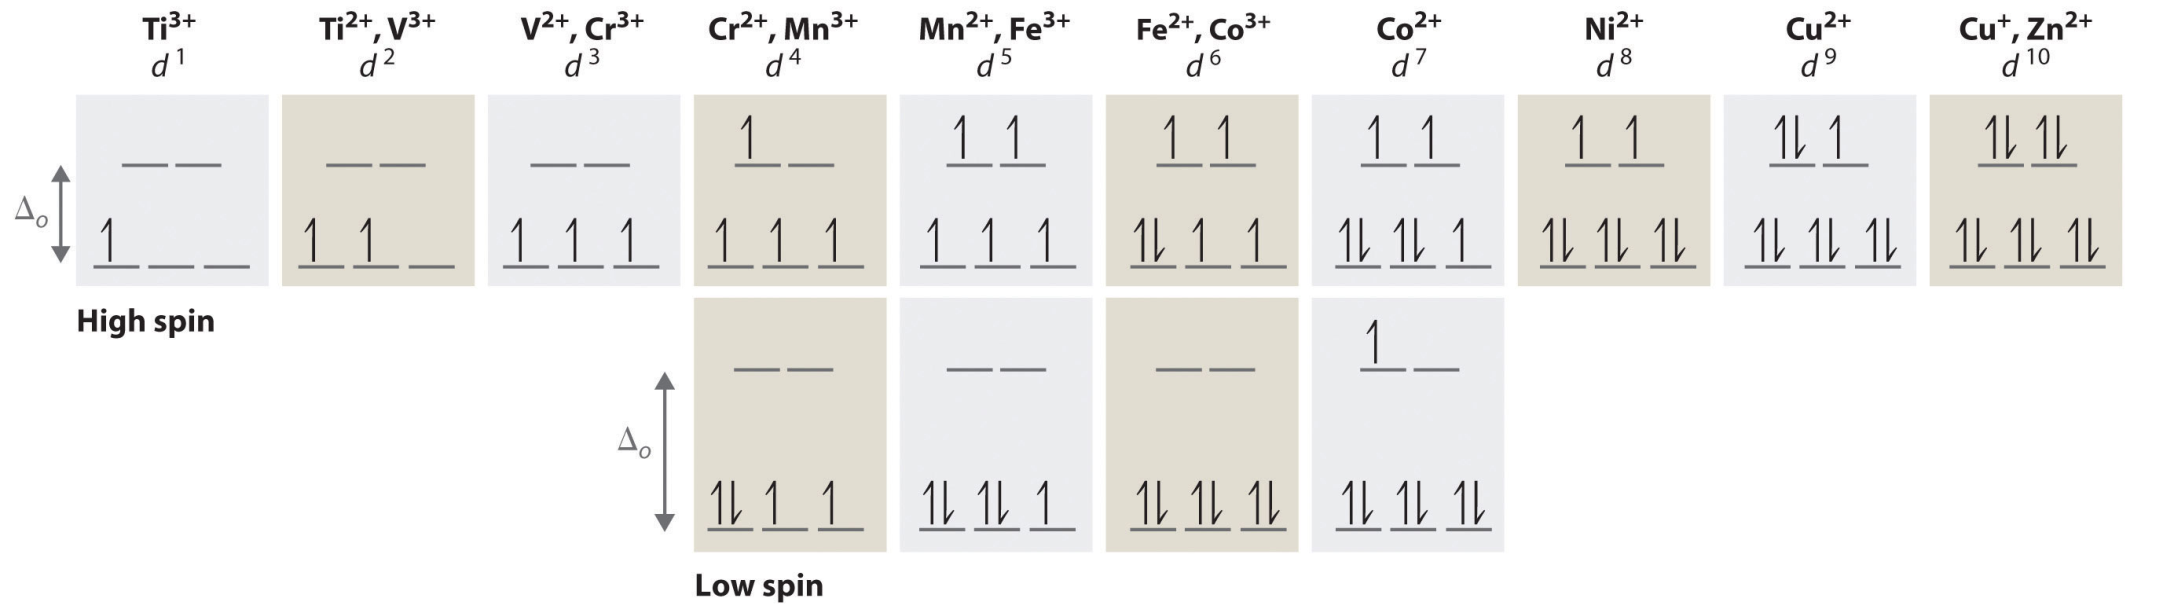 Ti³⁺ Ti²⁺, V³⁺ V²⁺, Cr³⁺ Cr²⁺, Mn³⁺ Mn²⁺, Fe³⁺ Fe²⁺, Co³⁺ Co²⁺ Ni²⁺ Cu²⁺ Cu⁺, Zn²⁺
d¹ d² d³ d⁴ d⁵ d⁶ d⁷ d⁸ d⁹ d¹⁰
Δₒ
High spin
Δₒ
Low spin